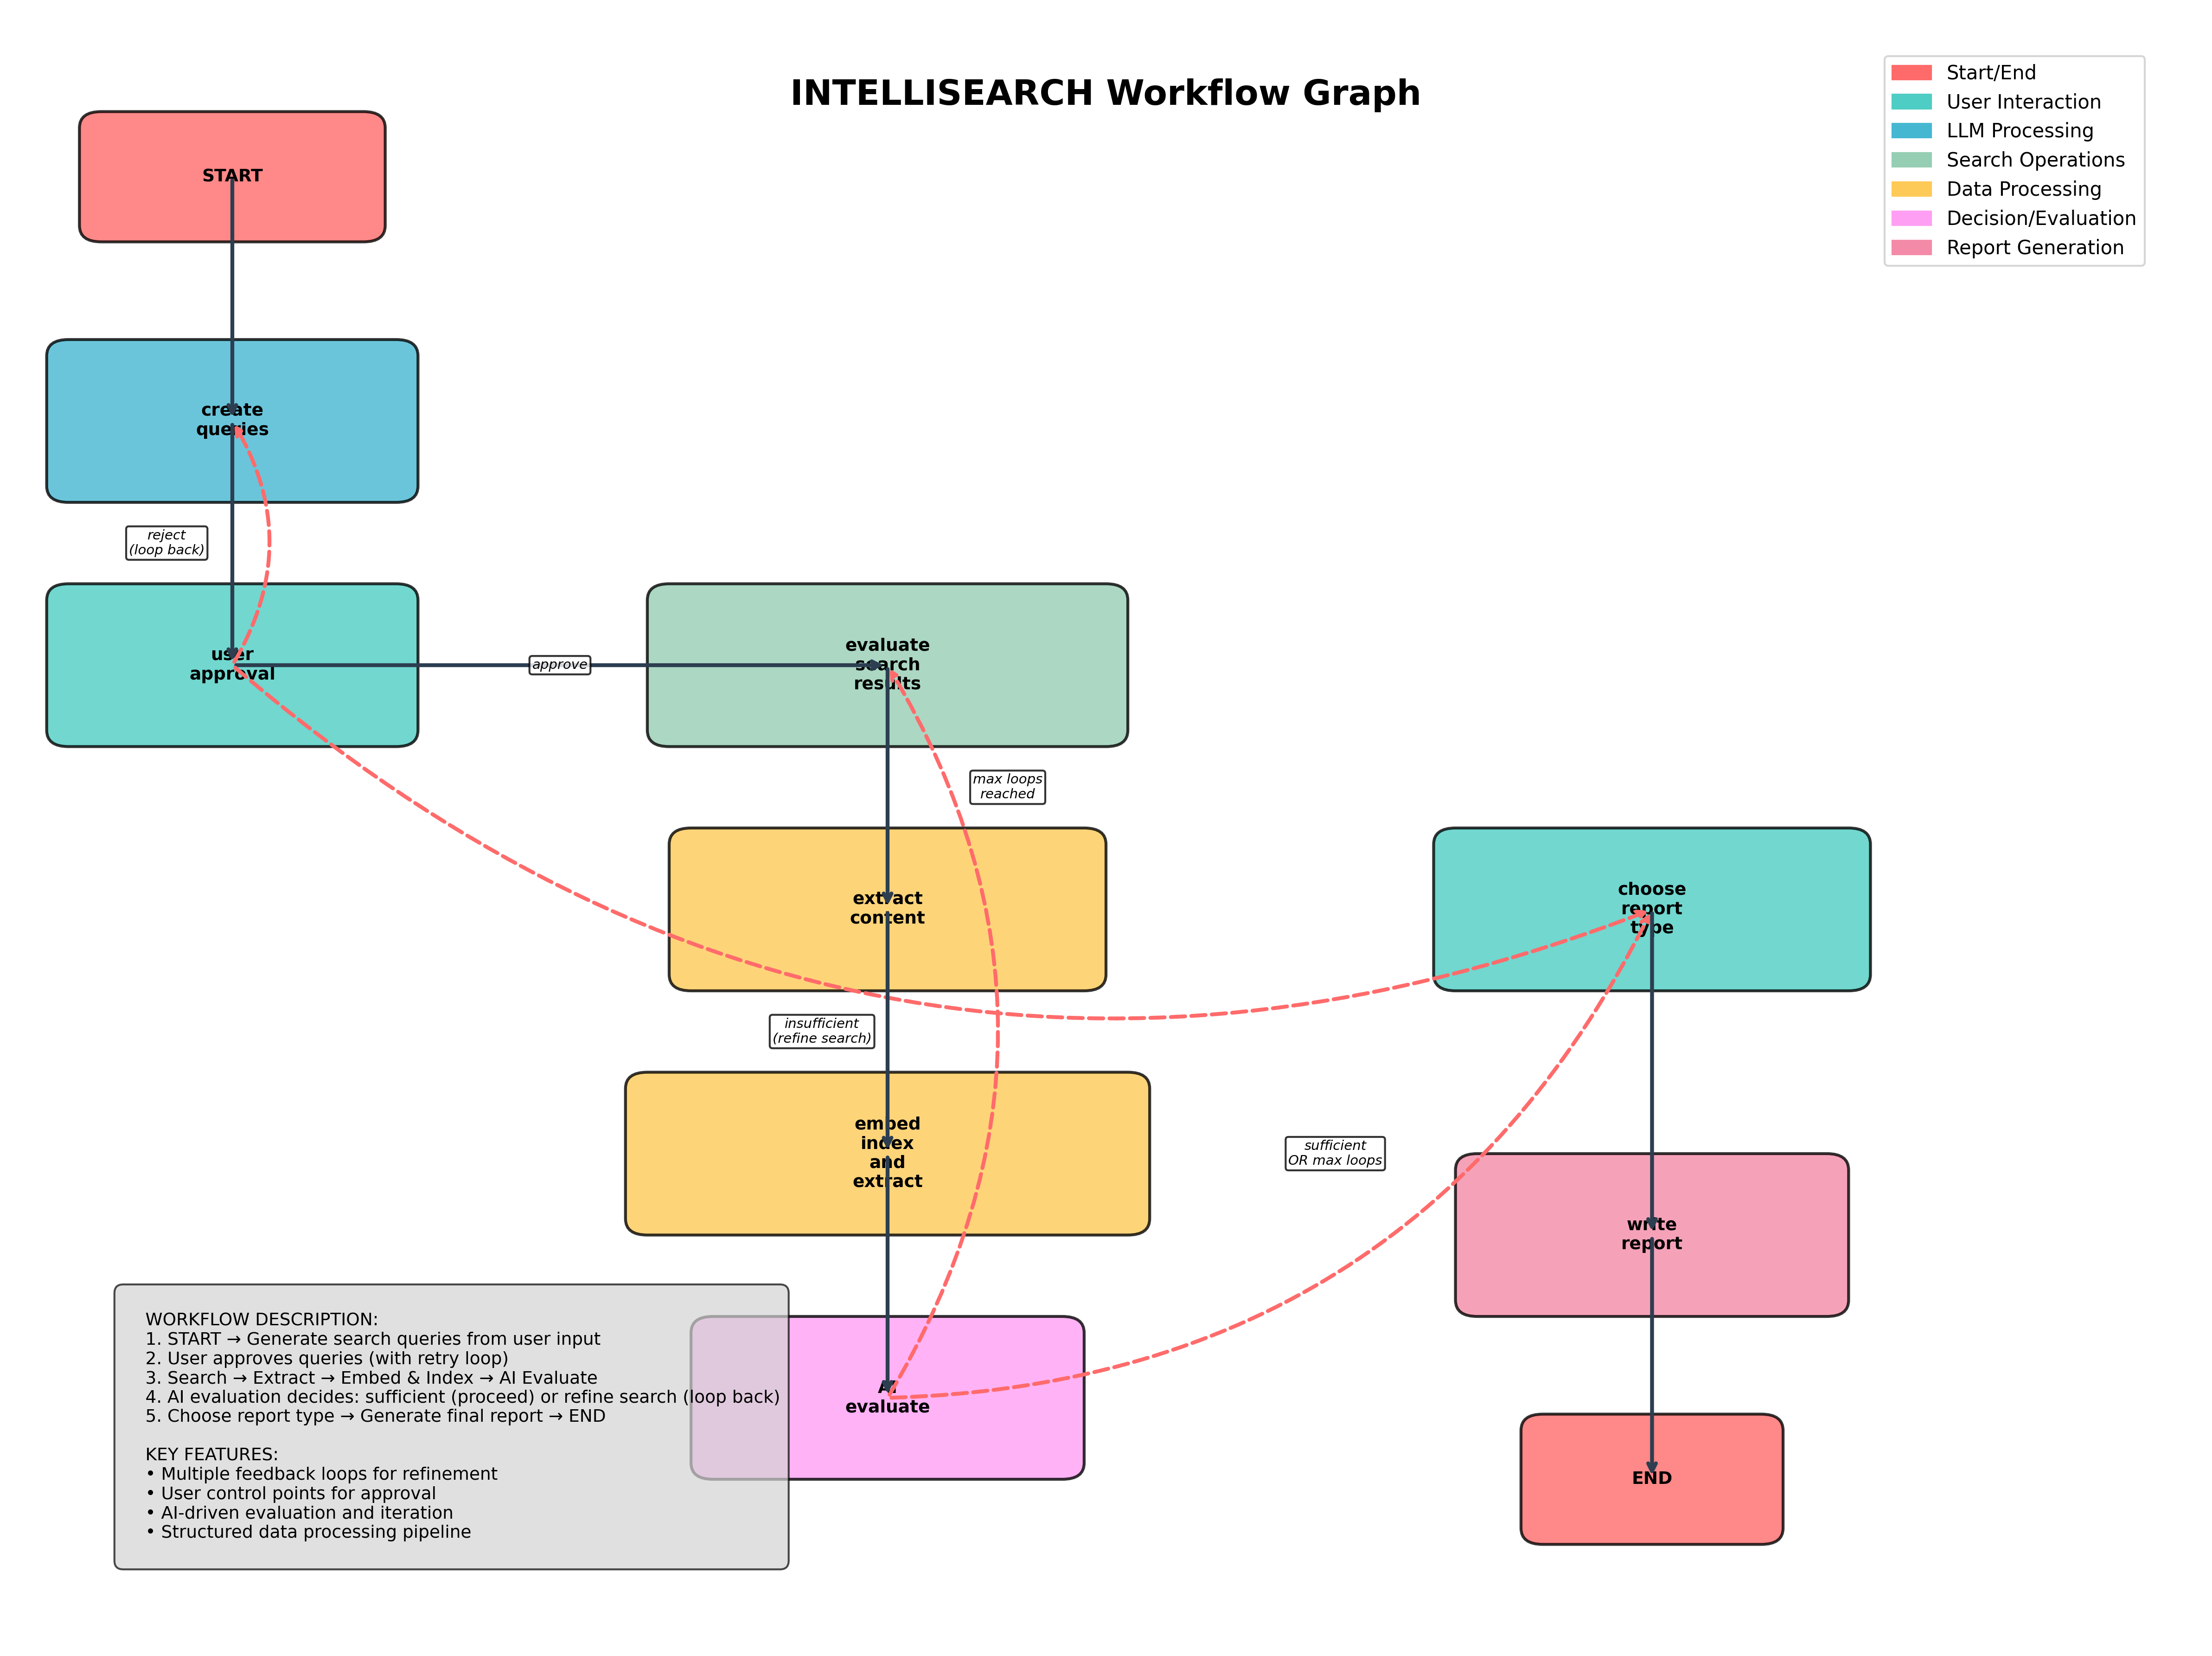 INTELLISEARCH Workflow Graph
Start/End
User Interaction
LLM Processing
Search Operations
Data Processing
Decision/Evaluation
Report Generation
START
create
queries
reject
(loop back)
user
approval
approve
evaluate
search
results
max loops
reached
extract
content
choose
report
type
insufficient
(refine search)
embed
index
and
extract
sufficient
OR max loops
write
report
AI
evaluate
END
WORKFLOW DESCRIPTION:
1. START → Generate search queries from user input
2. User approves queries (with retry loop)
3. Search → Extract → Embed & Index → AI Evaluate
4. AI evaluation decides: sufficient (proceed) or refine search (loop back)
5. Choose report type → Generate final report → END
KEY FEATURES:
• Multiple feedback loops for refinement
• User control points for approval
• AI-driven evaluation and iteration
• Structured data processing pipeline